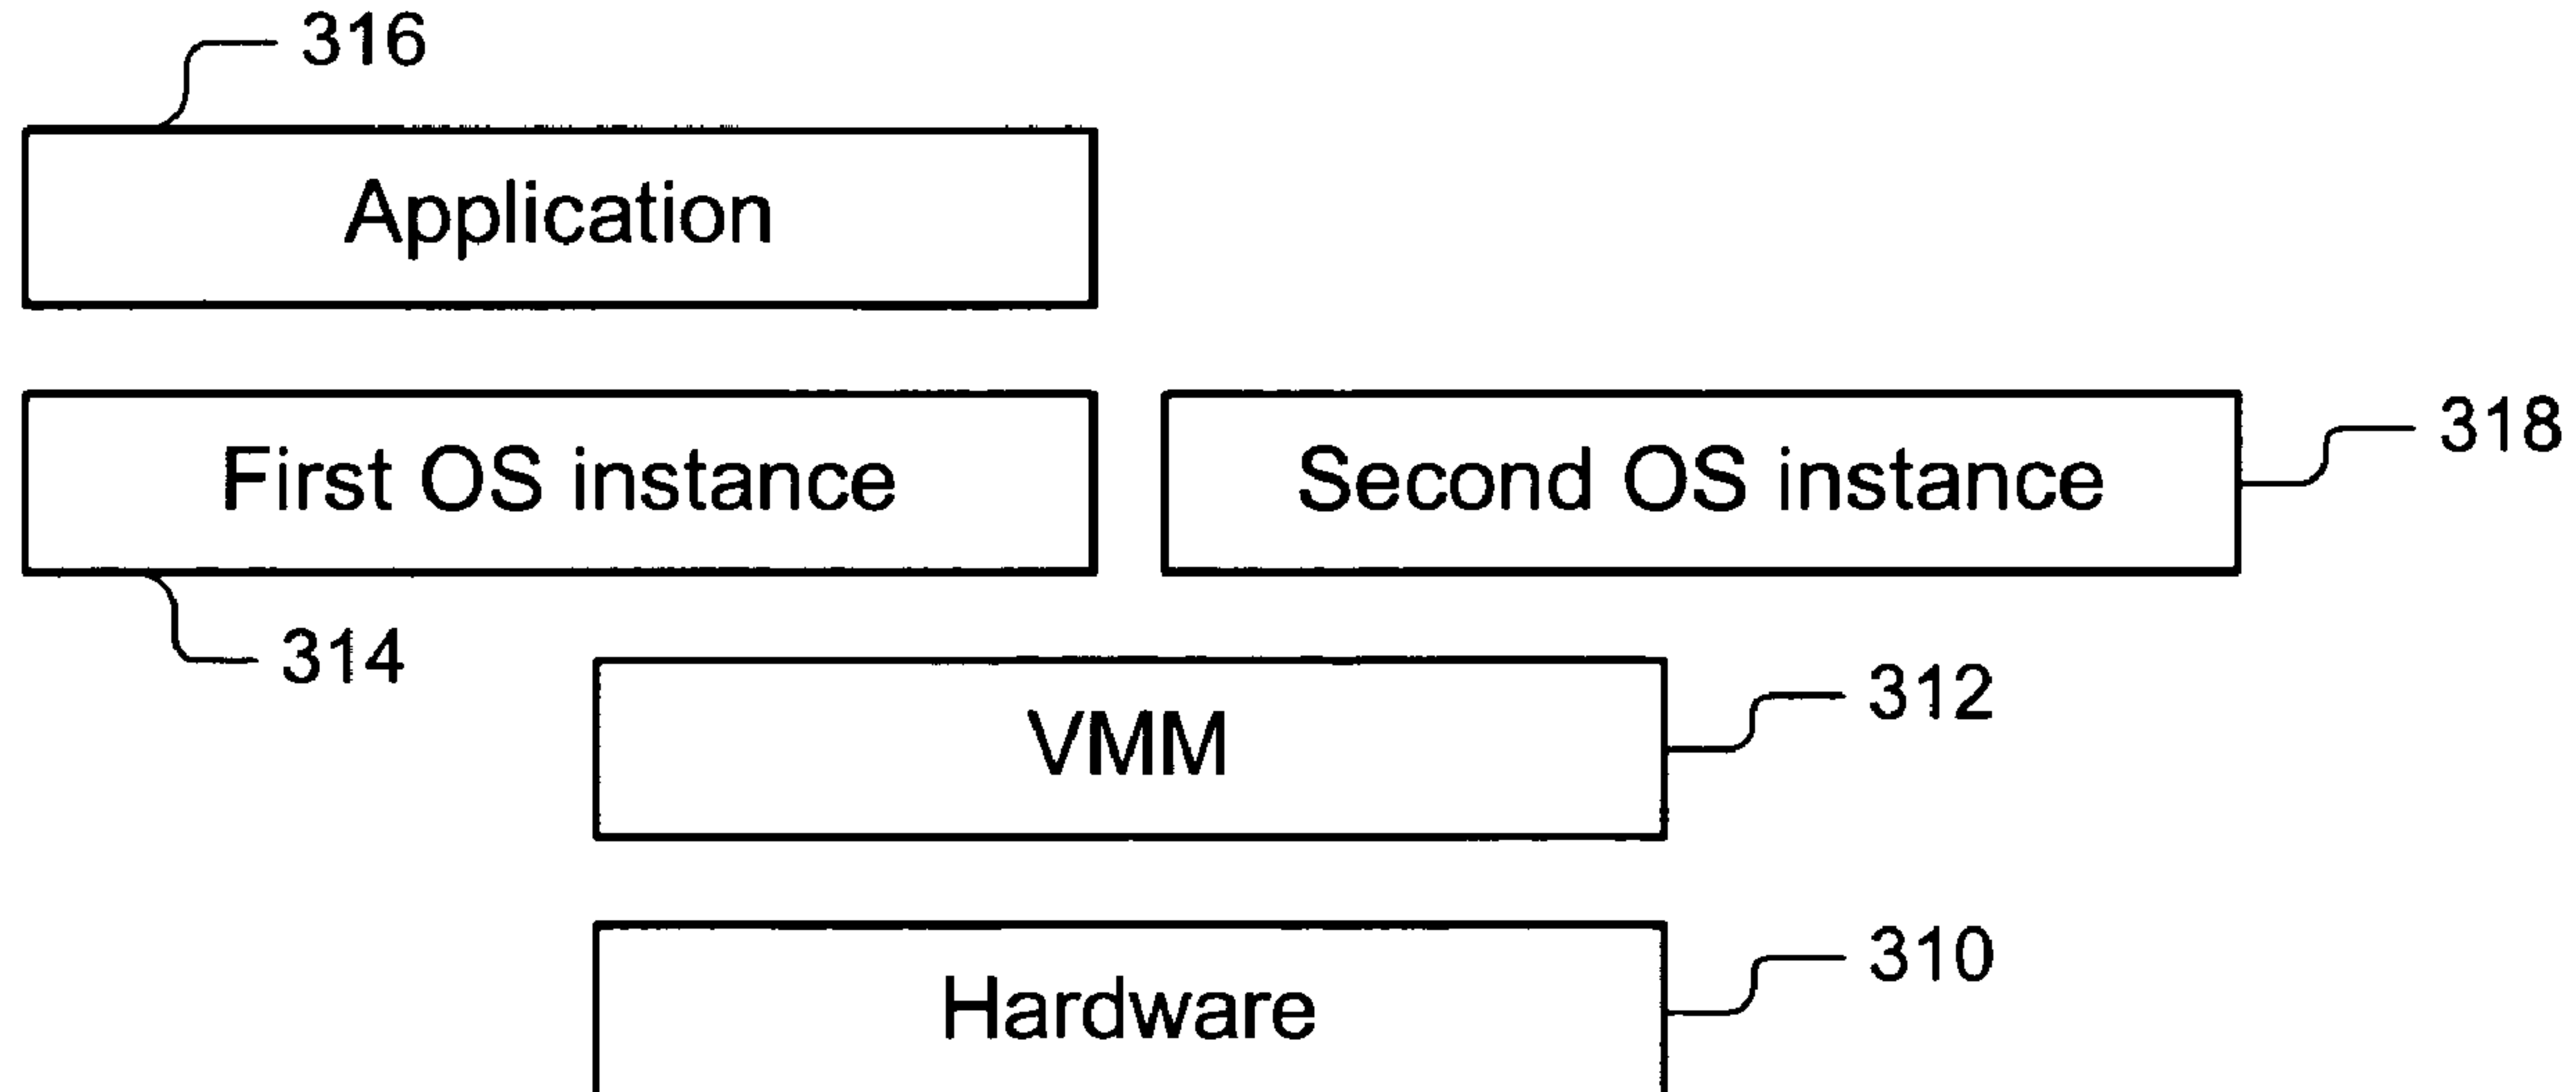 316
Application
First OS instance
Second OS instance
318
314
VMM
312
Hardware
310